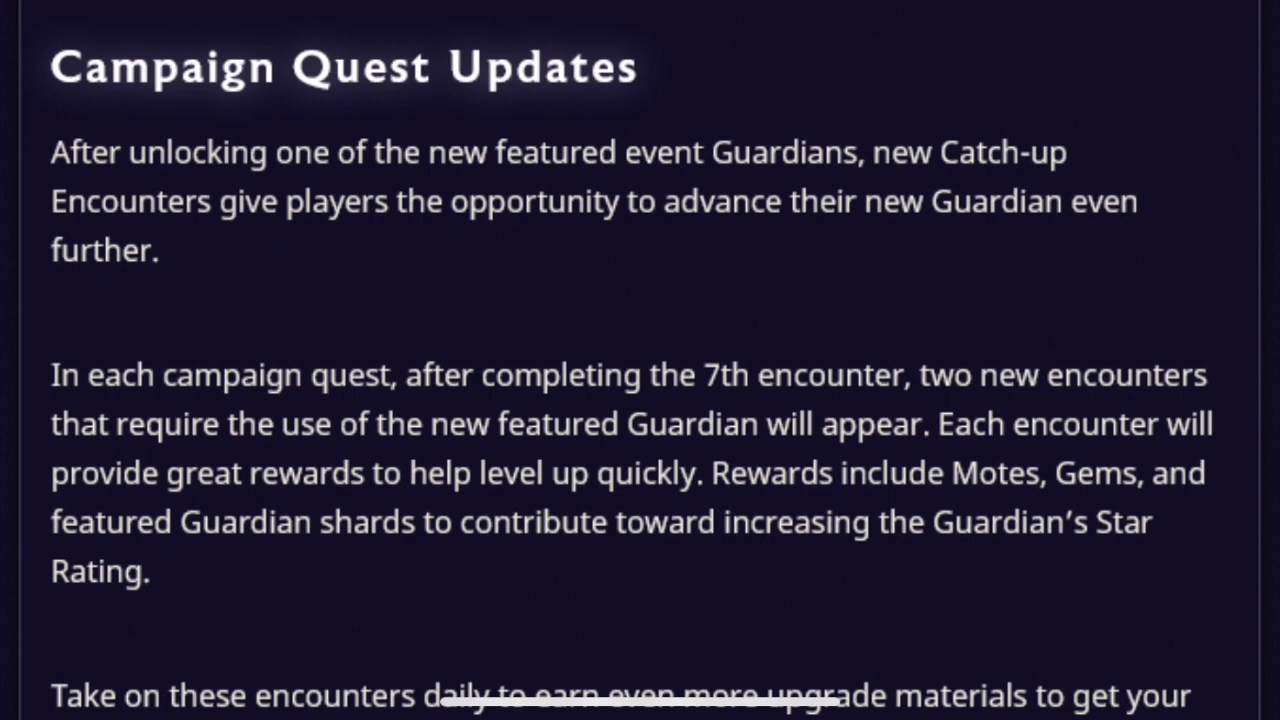 Campaign Quest Updates
After unlocking one of the new featured event Guardians, new Catch-up
Encounters give players the opportunity to advance their new Guardian even
further.
In each campaign quest, after completing the 7th encounter, two new encounters
that require the use of the new featured Guardian will appear. Each encounter will
provide great rewards to help level up quickly. Rewards include Motes, Gems, and
featured Guardian shards to contribute toward increasing the Guardian’s Star
Rating.
Take on these encounters daily to earn even more upgrade materials to get your